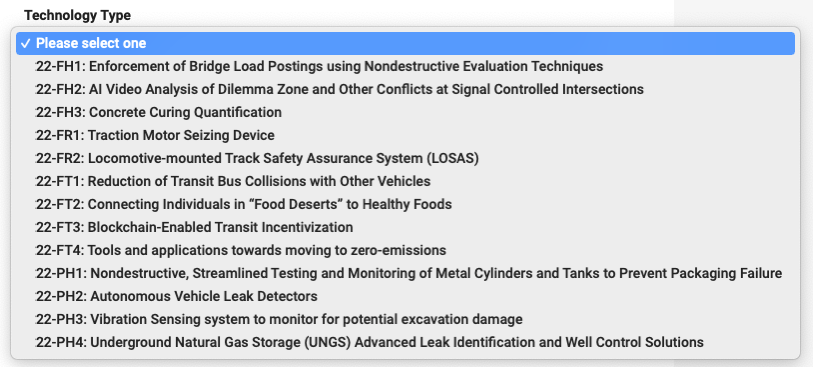 Technology Type
✓ Please select one
22-FH1: Enforcement of Bridge Load Postings using Nondestructive Evaluation Techniques
22-FH2: AI Video Analysis of Dilemma Zone and Other Conflicts at Signal Controlled Intersections
22-FH3: Concrete Curing Quantification
22-FR1: Traction Motor Seizing Device
22-FR2: Locomotive-mounted Track Safety Assurance System (LOSAS)
22-FT1: Reduction of Transit Bus Collisions with Other Vehicles
22-FT2: Connecting Individuals in “Food Deserts” to Healthy Foods
22-FT3: Blockchain-Enabled Transit Incentivization
22-FT4: Tools and applications towards moving to zero-emissions
22-PH1: Nondestructive, Streamlined Testing and Monitoring of Metal Cylinders and Tanks to Prevent Packaging Failure
22-PH2: Autonomous Vehicle Leak Detectors
22-PH3: Vibration Sensing system to monitor for potential excavation damage
22-PH4: Underground Natural Gas Storage (UNGS) Advanced Leak Identification and Well Control Solutions